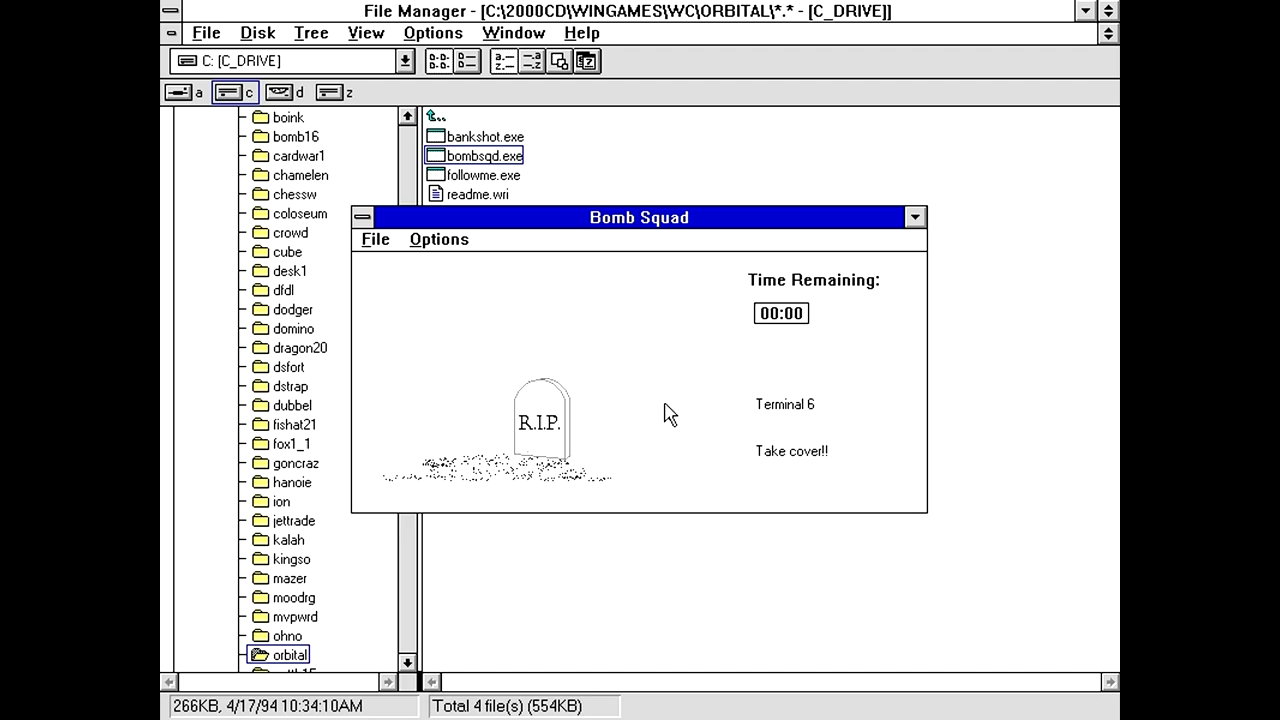 File Manager - [C:\2000CD\WINGAMES\WC\ORBITAL\*.* - [C_DRIVE]]
File Disk Tree View Options Window Help
C: [C_DRIVE]
a c d z
boink
bomb16
cardwar1
chamelen
chessw
coloseum
crowd
cube
desk1
dfdl
dodger
domino
dragon20
dsfort
dstrap
dubbel
fishat21
fox1_1
goncraz
hanoie
ion
jettrade
kalah
kingso
mazer
moodrg
mvpwrd
ohno
orbital
..
bankshot.exe
bombsqd.exe
followme.exe
readme.wri
Bomb Squad
File Options
Time Remaining:
00:00
R.I.P.
Terminal 6
Take cover!!
266KB, 4/17/94 10:34:10AM
Total 4 file(s) (554KB)